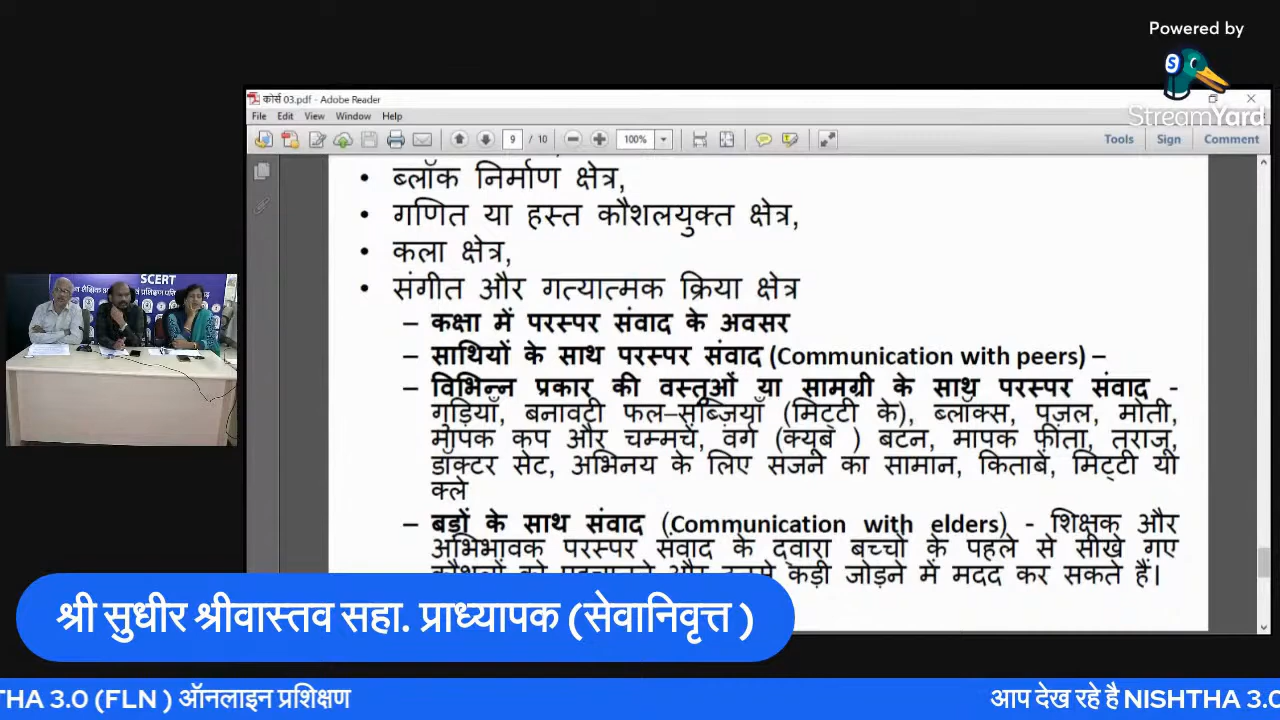 Powered by
StreamYard
कोर्स 03.pdf - Adobe Reader
File Edit View Window Help
9 / 10 100% Tools Sign Comment
• ब्लॉक निर्माण क्षेत्र,
• गणित या हस्त कौशलयुक्त क्षेत्र,
• कला क्षेत्र,
• संगीत और गत्यात्मक क्रिया क्षेत्र
– कक्षा में परस्पर संवाद के अवसर
– साथियों के साथ परस्पर संवाद (Communication with peers) –
– विभिन्न प्रकार की वस्तुओं या सामग्री के साथ परस्पर संवाद -
गुड़ियाँ, बनावटी फल–सब्जियाँ (मिट्टी के), ब्लॉक्स, पज़ल, मोती,
मापक कप और चम्मचें, वर्ग (क्यूब ) बटन, मापक फीता, तराजू,
डॉक्टर सेट, अभिनय के लिए सजने का सामान, किताबें, मिट्टी या
क्ले
– बड़ों के साथ संवाद (Communication with elders) - शिक्षक और
अभिभावक परस्पर संवाद के द्वारा बच्चों के पहले से सीखे गए
कड़ी जोड़ने में मदद कर सकते हैं।
SCERT
श्री सुधीर श्रीवास्तव सहा. प्राध्यापक (सेवानिवृत्त )
THA 3.0 (FLN ) ऑनलाइन प्रशिक्षण
आप देख रहे है NISHTHA 3.0